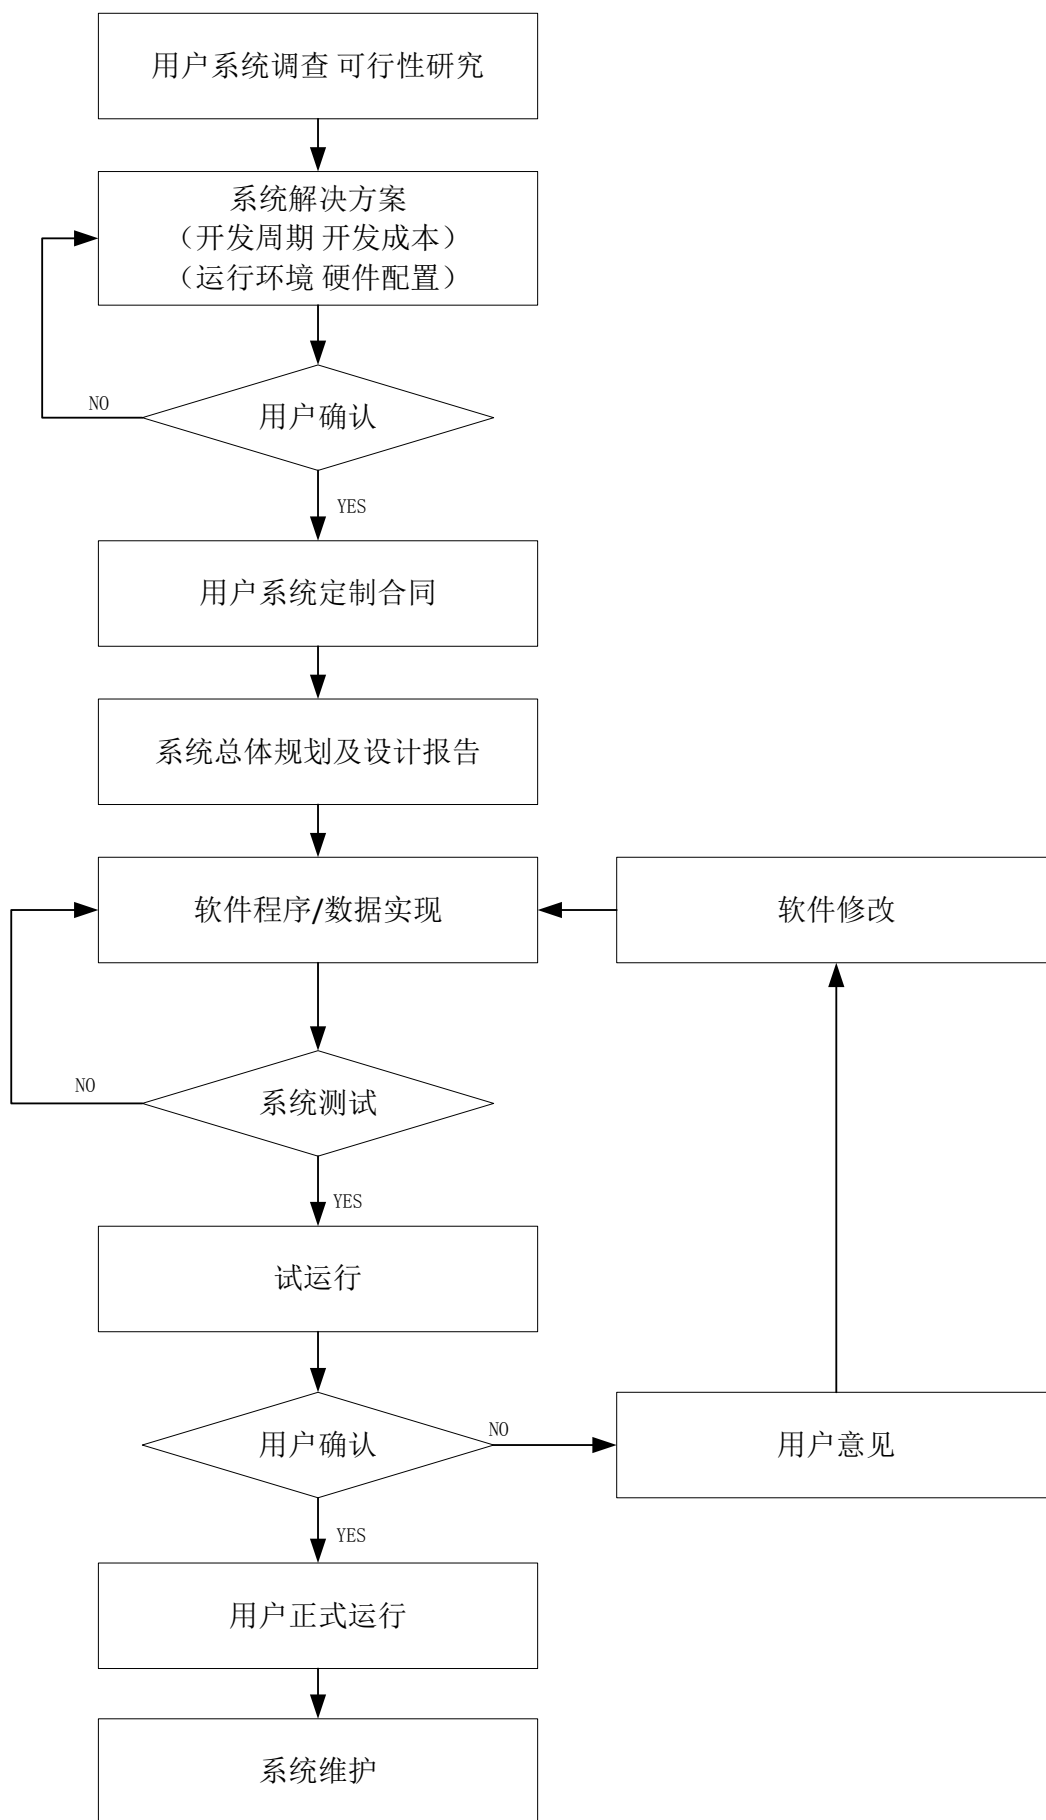 用户系统调查 可行性研究
系统解决方案
（开发周期 开发成本）
（运行环境 硬件配置）
用户确认
NO
YES
用户系统定制合同
系统总体规划及设计报告
软件程序/数据实现
软件修改
系统测试
NO
YES
试运行
用户确认
NO
用户意见
YES
用户正式运行
系统维护